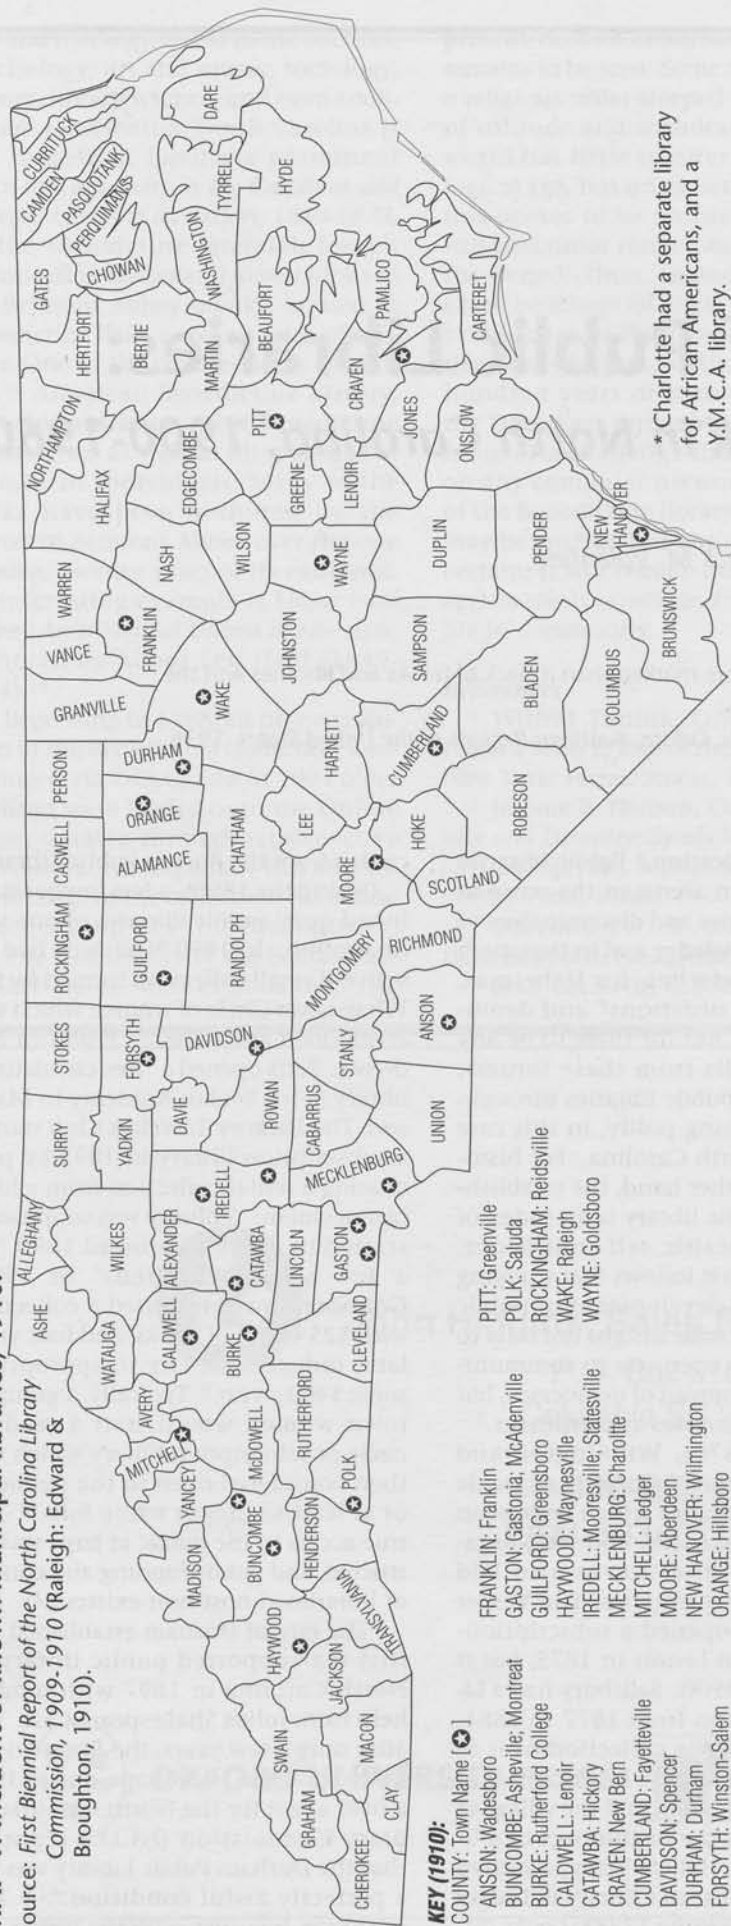 ource: First Biennial Report of the North Carolina Library
Commission, 1909-1910 (Raleigh: Edward &
Broughton, 1910).
CURRITUCK
CAMDEN
PASQUOTANK
PERQUIMANS
GATES
CHOWAN
HERTFORT
NORTHAMPTON
WARREN
VANCE
GRANVILLE
PERSON
CASWELL
ROCKINGHAM
STOKES
SURRY
ALLEGHANY
ASHE
WATAUGA
WILKES
YADKIN
FORSYTH
GUILFORD
ALAMANCE
ORANGE
DURHAM
FRANKLIN
HALIFAX
BERTIE
NASH
EDGECOMBE
MARTIN
WASHINGTON
TYRRELL
DARE
HYDE
BEAUFORT
PITT
WILSON
WAKE
CHATHAM
RANDOLPH
DAVIDSON
DAVIE
IREDELL
ALEXANDER
CALDWELL
AVERY
MITCHELL
YANCEY
MADISON
BUNCOMBE
McDOWELL
BURKE
CATAWBA
LINCOLN
ROWAN
CABARRUS
STANLY
MONTGOMERY
MOORE
LEE
HARNETT
JOHNSTON
WAYNE
GREENE
LENOIR
CRAVEN
PAMLICO
CARTERET
JONES
ONSLOW
DUPLIN
SAMPSON
CUMBERLAND
HOKE
SCOTLAND
RICHMOND
ANSON
UNION
MECKLENBURG
GASTON
CLEVELAND
RUTHERFORD
POLK
HENDERSON
TRANSYLVANIA
HAYWOOD
JACKSON
SWAIN
MACON
GRAHAM
CLAY
CHEROKEE
ROBESON
BLADEN
PENDER
NEW HANOVER
COLUMBUS
BRUNSWICK
KEY (1910):
COUNTY: Town Name [✪]
ANSON: Wadesboro
BUNCOMBE: Asheville; Montreat
BURKE: Rutherford College
CALDWELL: Lenoir
CATAWBA: Hickory
CRAVEN: New Bern
CUMBERLAND: Fayetteville
DAVIDSON: Spencer
DURHAM: Durham
FORSYTH: Winston-Salem
FRANKLIN: Franklin
GASTON: Gastonia; McAdenville
GUILFORD: Greensboro
HAYWOOD: Waynesville
IREDELL: Mooresville; Statesville
MECKLENBURG: Charolitte*
MITCHELL: Ledger
MOORE: Aberdeen
NEW HANOVER: Wilmington
ORANGE: Hillsboro
PITT: Greenville
POLK: Saluda
ROCKINGHAM: Reidsville
WAKE: Raleigh
WAYNE: Goldsboro
* Charlotte had a separate library
for African Americans, and a
Y.M.C.A. library.